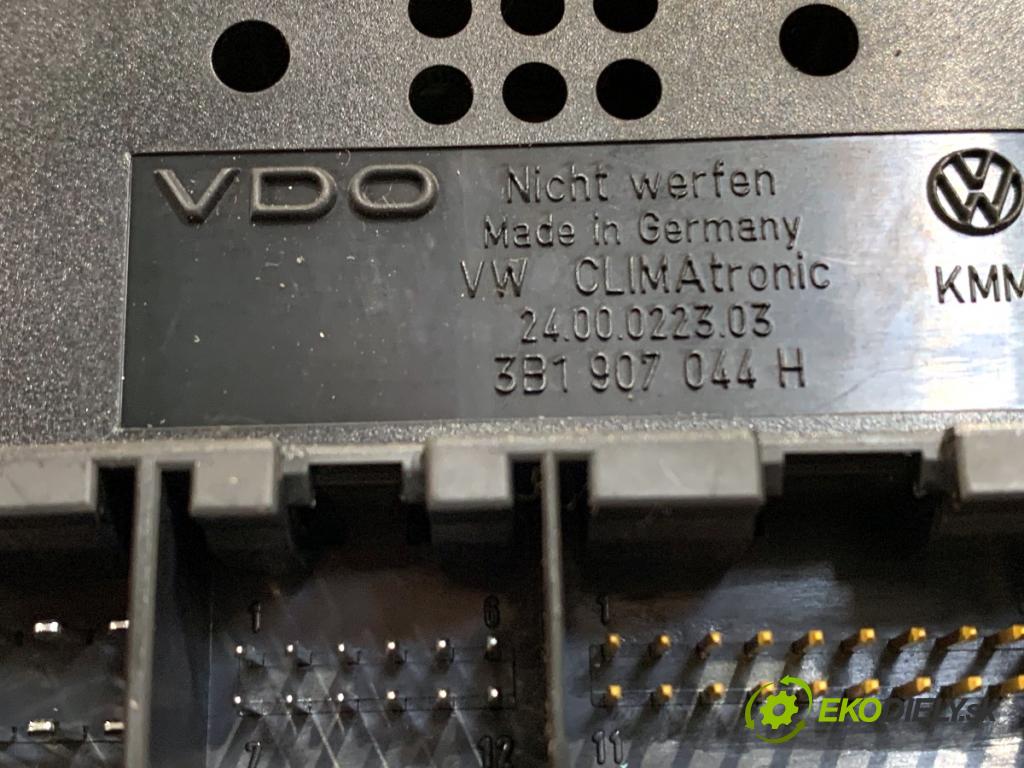 VDO
Nicht werfen
Made in Germany
VW CLIMAtronic
24.00.0223.03
3B1 907 044 H
KMM
1 6
7 12
1
11
EKODIELY.SK